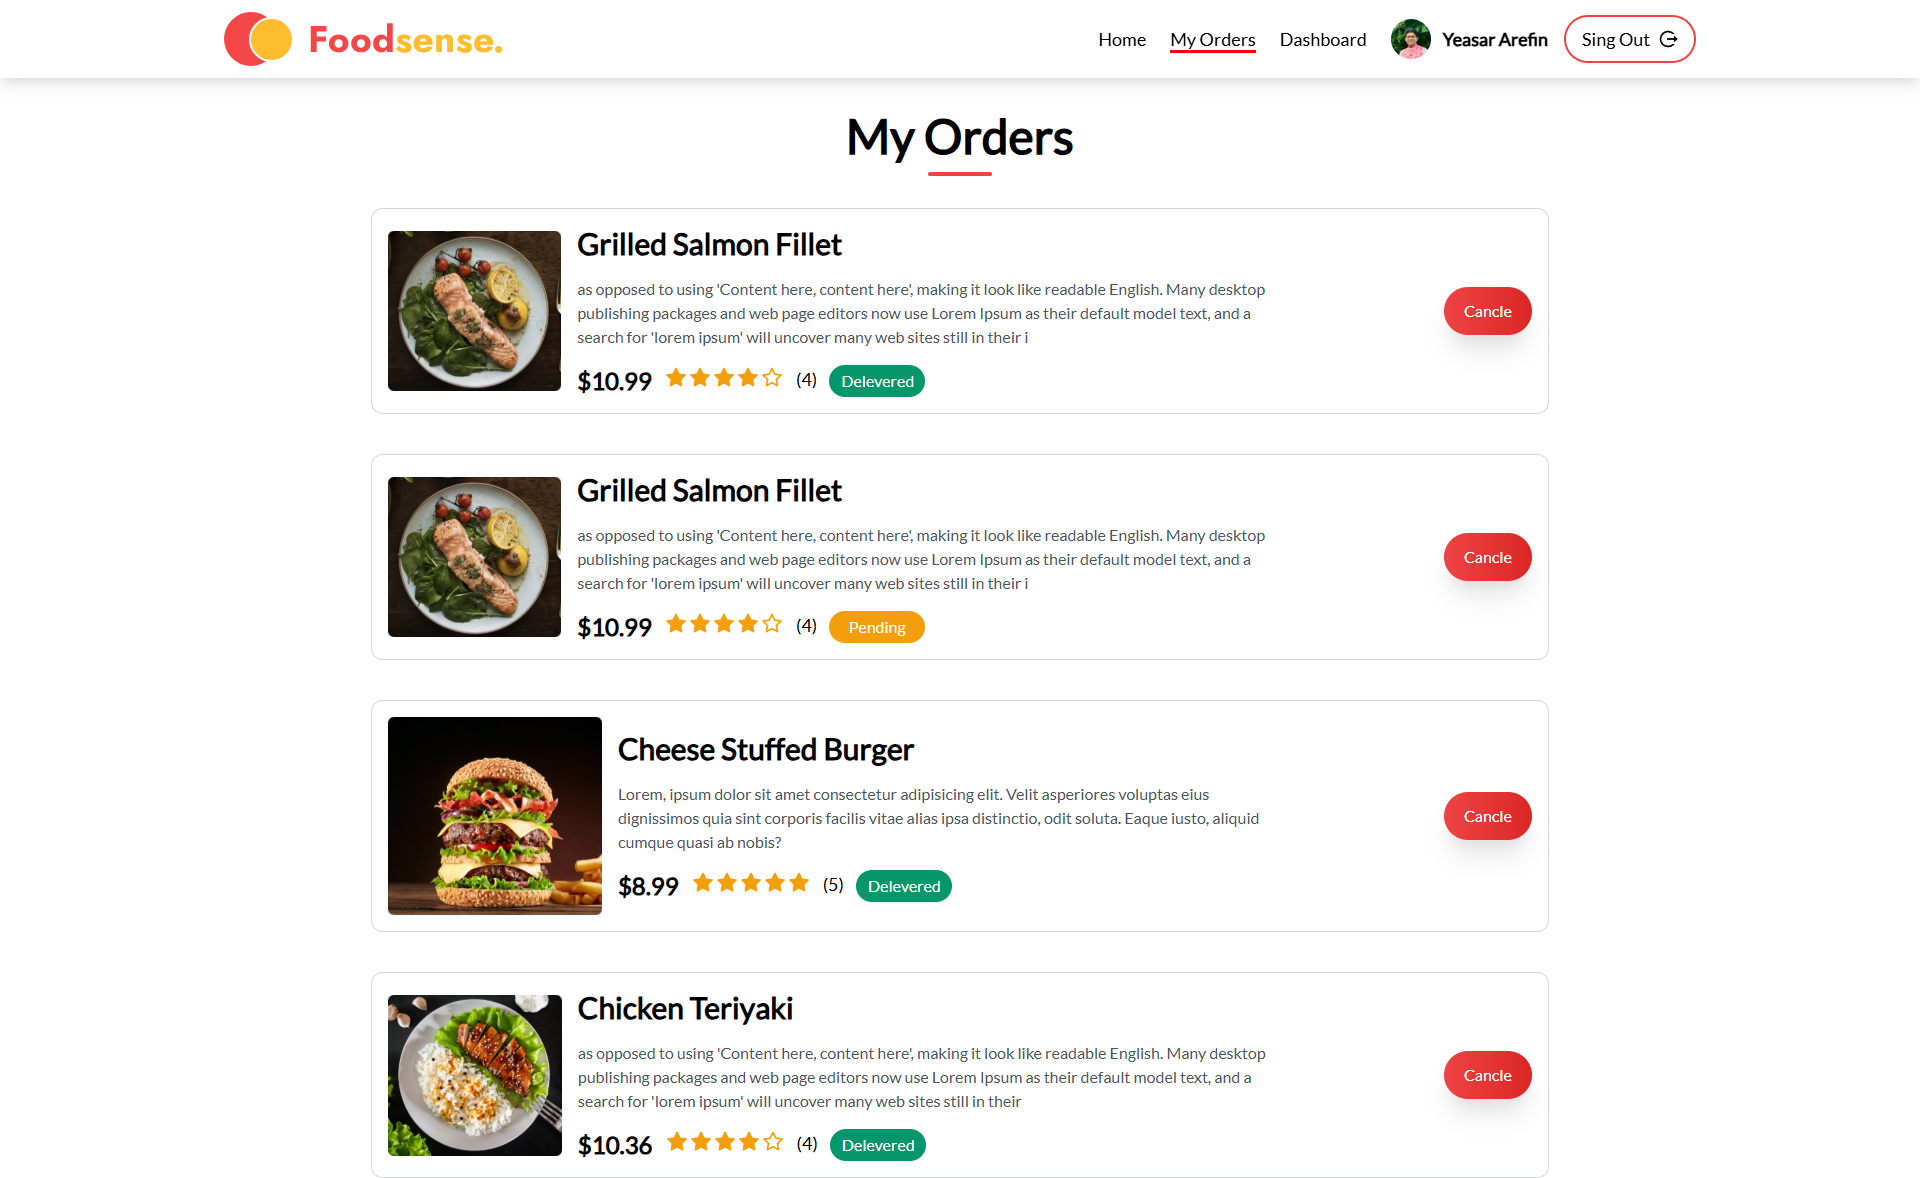 Foodsense.
Home My Orders Dashboard Yeasar Arefin Sing Out
My Orders
Grilled Salmon Fillet
as opposed to using 'Content here, content here', making it look like readable English. Many desktop
publishing packages and web page editors now use Lorem Ipsum as their default model text, and a
search for 'lorem ipsum' will uncover many web sites still in their i
$10.99 (4) Delevered
Cancle
Grilled Salmon Fillet
as opposed to using 'Content here, content here', making it look like readable English. Many desktop
publishing packages and web page editors now use Lorem Ipsum as their default model text, and a
search for 'lorem ipsum' will uncover many web sites still in their i
$10.99 (4) Pending
Cancle
Cheese Stuffed Burger
Lorem, ipsum dolor sit amet consectetur adipisicing elit. Velit asperiores voluptas eius
dignissimos quia sint corporis facilis vitae alias ipsa distinctio, odit soluta. Eaque iusto, aliquid
cumque quasi ab nobis?
$8.99 (5) Delevered
Cancle
Chicken Teriyaki
as opposed to using 'Content here, content here', making it look like readable English. Many desktop
publishing packages and web page editors now use Lorem Ipsum as their default model text, and a
search for 'lorem ipsum' will uncover many web sites still in their
$10.36 (4) Delevered
Cancle